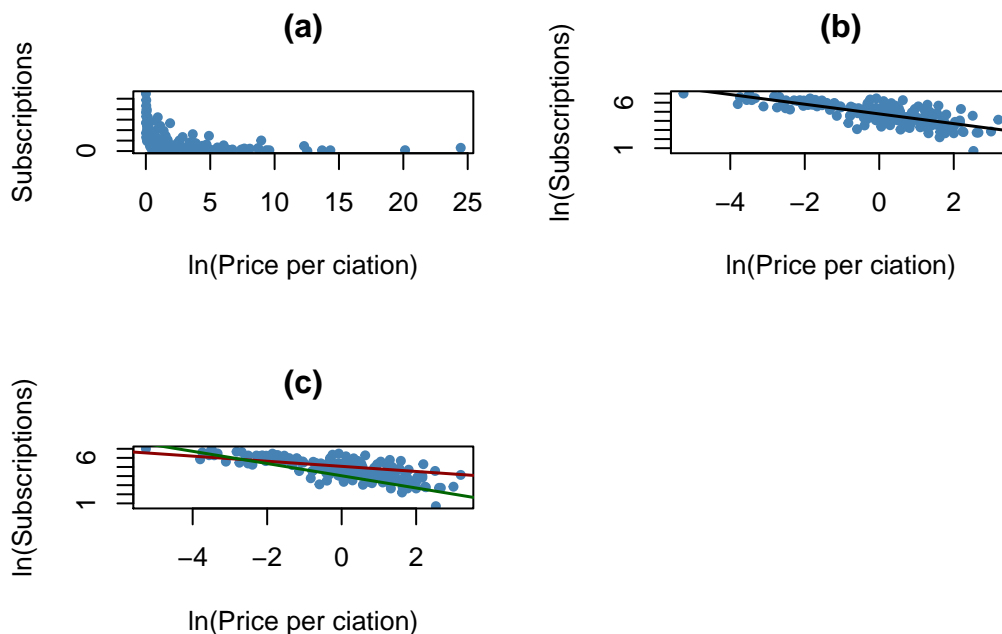 (a)
Subscriptions
0
0 5 10 15 20 25
ln(Price per ciation)
(b)
ln(Subscriptions)
6
1
−4 −2 0 2
ln(Price per ciation)
(c)
ln(Subscriptions)
6
1
−4 −2 0 2
ln(Price per ciation)